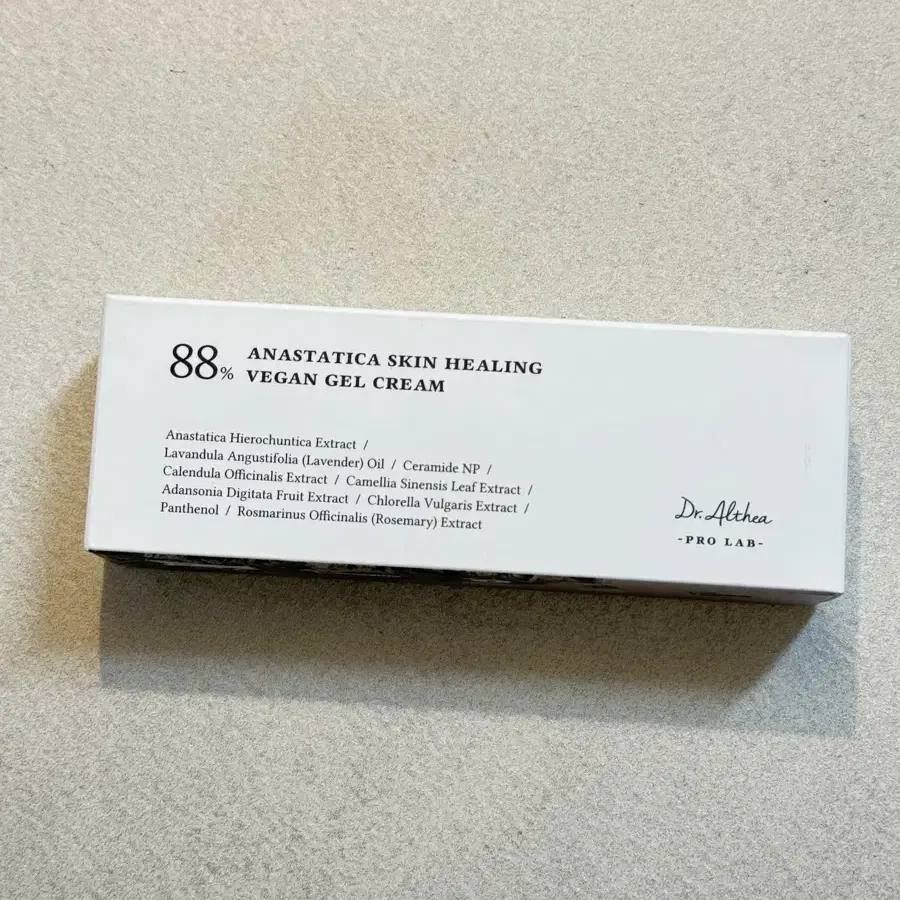 88% ANASTATICA SKIN HEALING
VEGAN GEL CREAM
Anastatica Hierochuntica Extract /
Lavandula Angustifolia (Lavender) Oil / Ceramide NP /
Calendula Officinalis Extract / Camellia Sinensis Leaf Extract /
Adansonia Digitata Fruit Extract / Chlorella Vulgaris Extract /
Panthenol / Rosmarinus Officinalis (Rosemary) Extract
Dr. Althea
-PRO LAB-